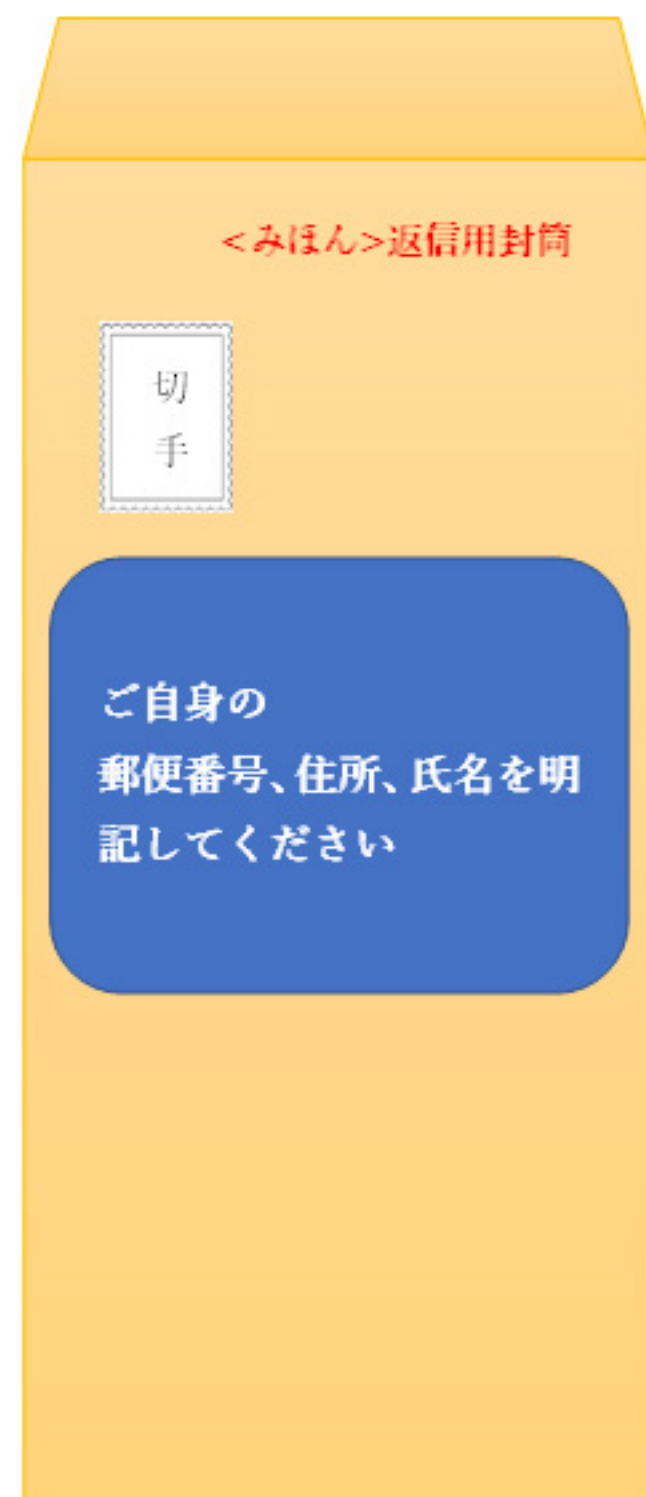 <みほん>返信用封筒
切
手
ご自身の
郵便番号、住所、氏名を明
記してください